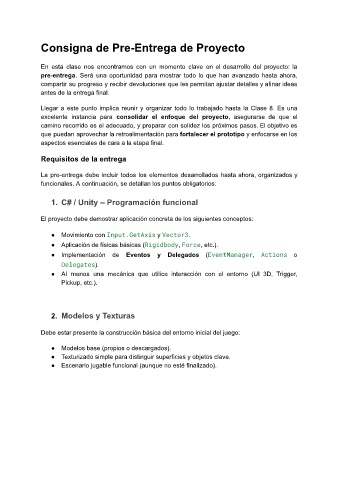 Consigna de Pre-Entrega de Proyecto
En esta clase nos encontramos con un momento clave en el desarrollo del proyecto: la
pre-entrega. Será una oportunidad para mostrar todo lo que han avanzado hasta ahora,
compartir su progreso y recibir devoluciones que les permitan ajustar detalles y afinar ideas
antes de la entrega final.
Llegar a este punto implica reunir y organizar todo lo trabajado hasta la Clase 8. Es una
excelente instancia para consolidar el enfoque del proyecto, asegurarse de que el
camino recorrido es el adecuado, y preparar con solidez los próximos pasos. El objetivo es
que puedan aprovechar la retroalimentación para fortalecer el prototipo y enfocarse en los
aspectos esenciales de cara a la etapa final.
Requisitos de la entrega
La pre-entrega debe incluir todos los elementos desarrollados hasta ahora, organizados y
funcionales. A continuación, se detallan los puntos obligatorios:
1. C# / Unity – Programación funcional
El proyecto debe demostrar aplicación concreta de los siguientes conceptos:
● Movimiento con Input.GetAxis y Vector3.
● Aplicación de físicas básicas (Rigidbody, Force, etc.).
● Implementación de Eventos y Delegados (EventManager, Actions o
Delegates).
● Al menos una mecánica que utilice interacción con el entorno (UI 3D, Trigger,
Pickup, etc.).
2. Modelos y Texturas
Debe estar presente la construcción básica del entorno inicial del juego:
● Modelos base (propios o descargados).
● Texturizado simple para distinguir superficies y objetos clave.
● Escenario jugable funcional (aunque no esté finalizado).